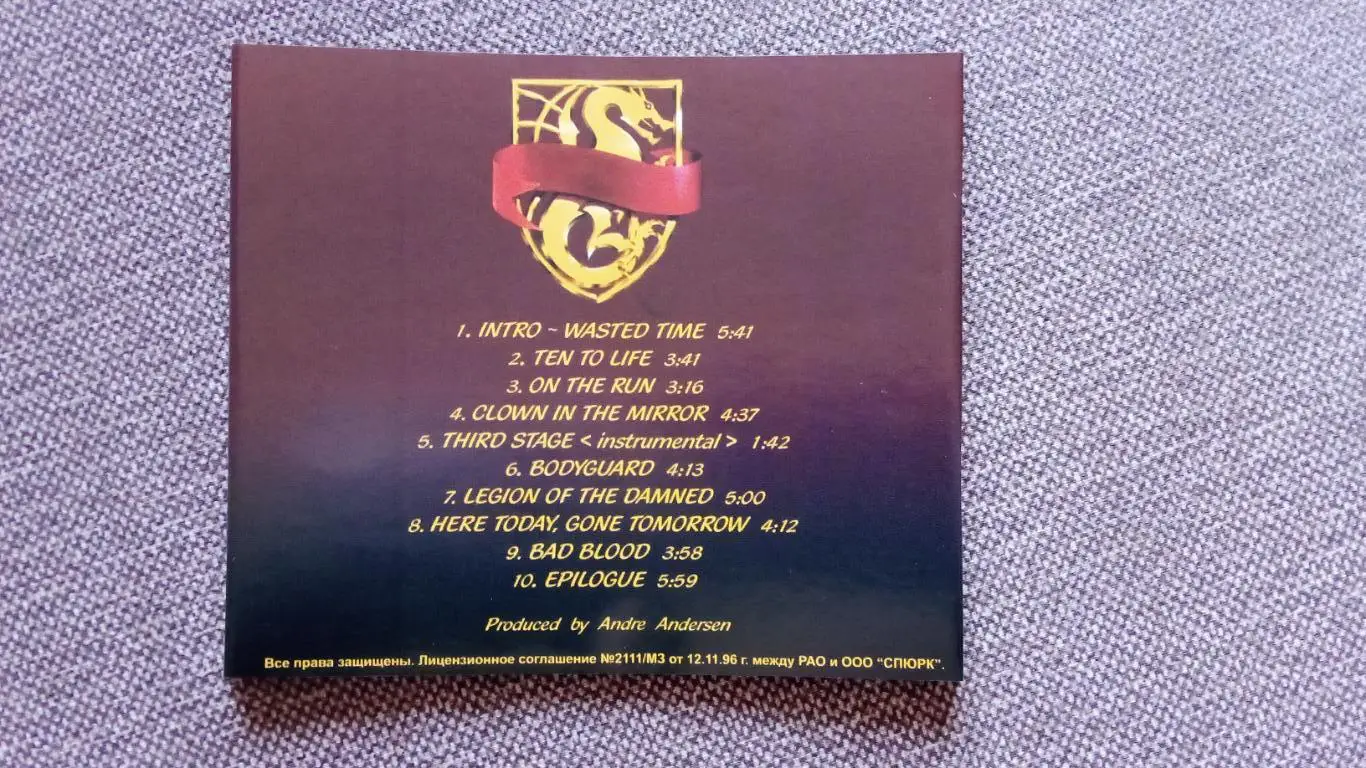 1. INTRO ~ WASTED TIME 5:41
2. TEN TO LIFE 3:41
3. ON THE RUN 3:16
4. CLOWN IN THE MIRROR 4:37
5. THIRD STAGE < instrumental > 1:42
6. BODYGUARD 4:13
7. LEGION OF THE DAMNED 5:00
8. HERE TODAY, GONE TOMORROW 4:12
9. BAD BLOOD 3:58
10. EPILOGUE 5:59
Produced by Andre Andersen
Все права защищены. Лицензионное соглашение №2111/МЗ от 12.11.96 г. между РАО и ООО "СПЮРК".